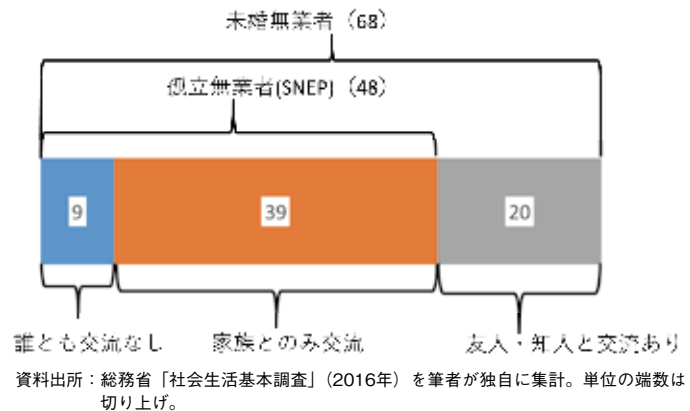 未婚無業者（68）
孤立無業者(SNEP)（48）
9
39
20
誰とも交流なし
家族とのみ交流
友人・知人と交流あり
資料出所：総務省「社会生活基本調査」（2016年）を筆者が独自に集計。単位の端数は
切り上げ。